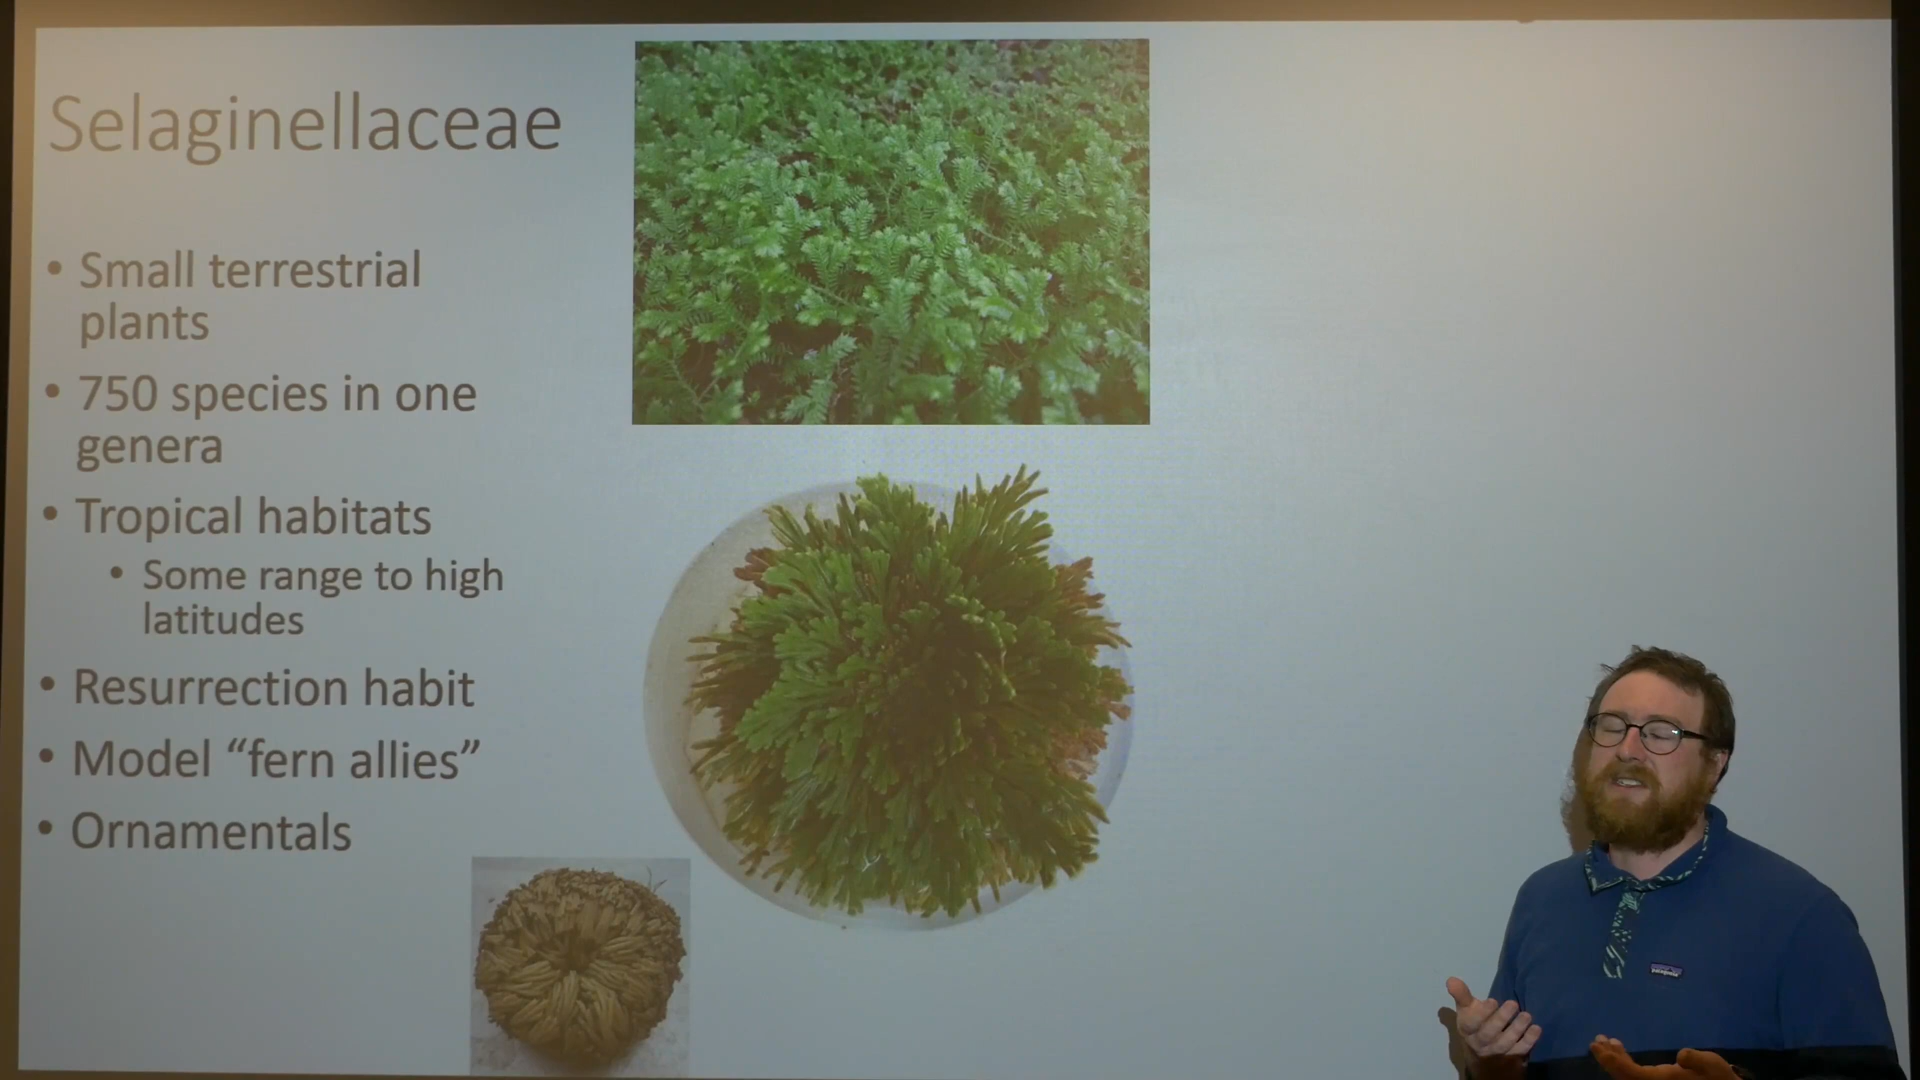 Selaginellaceae
• Small terrestrial
plants
• 750 species in one
genera
• Tropical habitats
• Some range to high
latitudes
• Resurrection habit
• Model “fern allies”
• Ornamentals
patagonia